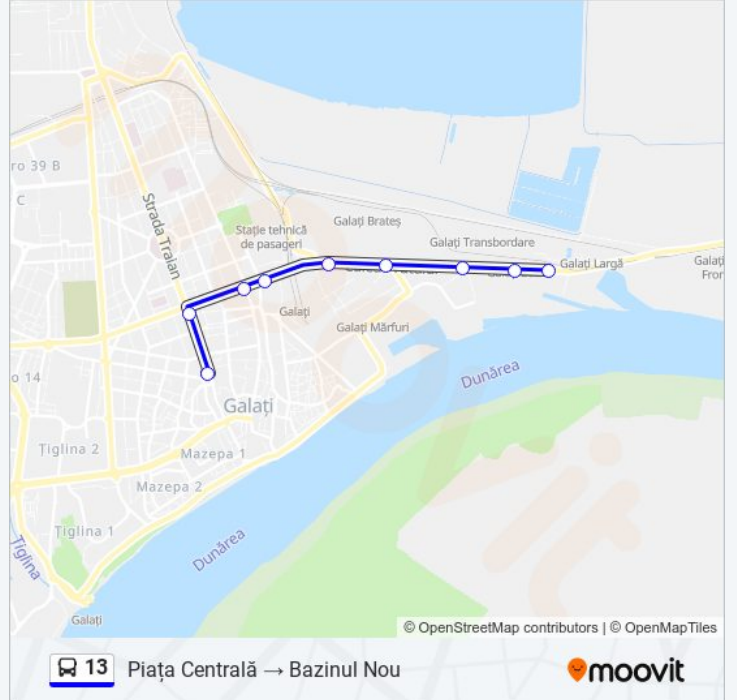 ro 39 B
C
Strada Traian
Stație tehnică
de pasageri
Galați Brateș
Galați Transbordare
Galați Largă
Galați
Fron
Galați
Galați Mărfuri
o 14
Galați
Dunărea
Țiglina 2
Mazepa 1
Mazepa 2
Țiglina 1
Țiglina
Dunărea
Galați
© OpenStreetMap contributors | © OpenMapTiles
13 Piața Centrală → Bazinul Nou
moovit